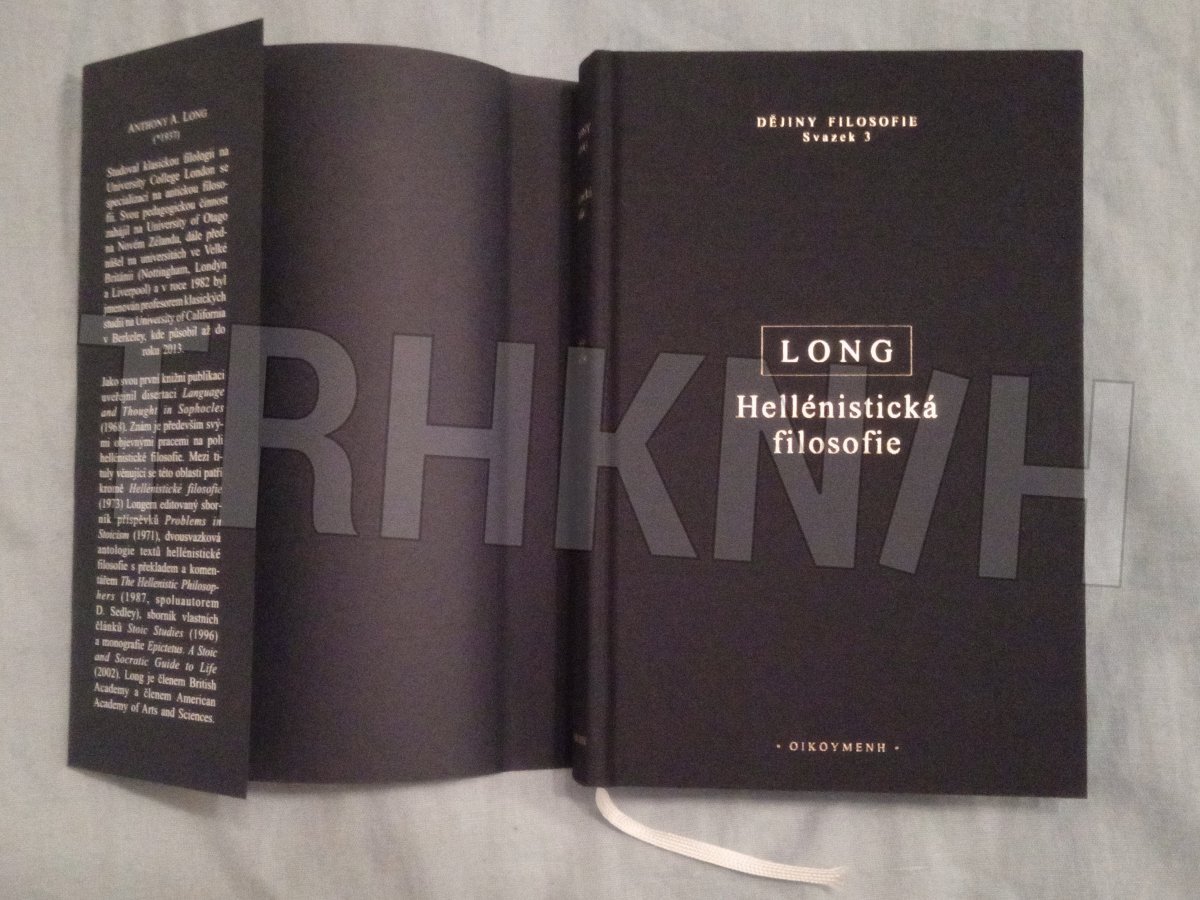 ANTHONY A. LONG
(*1937)
Studoval klasickou filologii na
University College London se
specializací na antickou filoso-
fii. Svou pedagogickou činnost
zahájil na University of Otago
na Novém Zélandu, dále před-
nášel na universitách ve Velké
Británii (Nottingham, Londýn
a Liverpool) a v roce 1982 byl
jmenován profesorem klasických
studií na University of California
v Berkeley, kde působil až do
roku 2013.
Jako svou první knižní publikaci
uveřejnil disertaci Language
and Thought in Sophocles
(1968). Znám je především svý-
mi objevnými pracemi na poli
hellénistické filosofie. Mezi ti-
tuly věnující se této oblasti patří
kromě Hellénistické filosofie
(1973) Longem editovaný sbor-
ník příspěvků Problems in
Stoicism (1971), dvousvazková
antologie textů hellénistické
filosofie s překladem a komen-
tářem The Hellenistic Philosop-
hers (1987, spoluautorem
D. Sedley), sborník vlastních
článků Stoic Studies (1996)
a monografie Epictetus. A Stoic
and Socratic Guide to Life
(2002). Long je členem British
Academy a členem American
Academy of Arts and Sciences.
DĚJINY FILOSOFIE
Svazek 3
LONG
Hellénistická
filosofie
• OIKOYMENH •
TRHKNIH